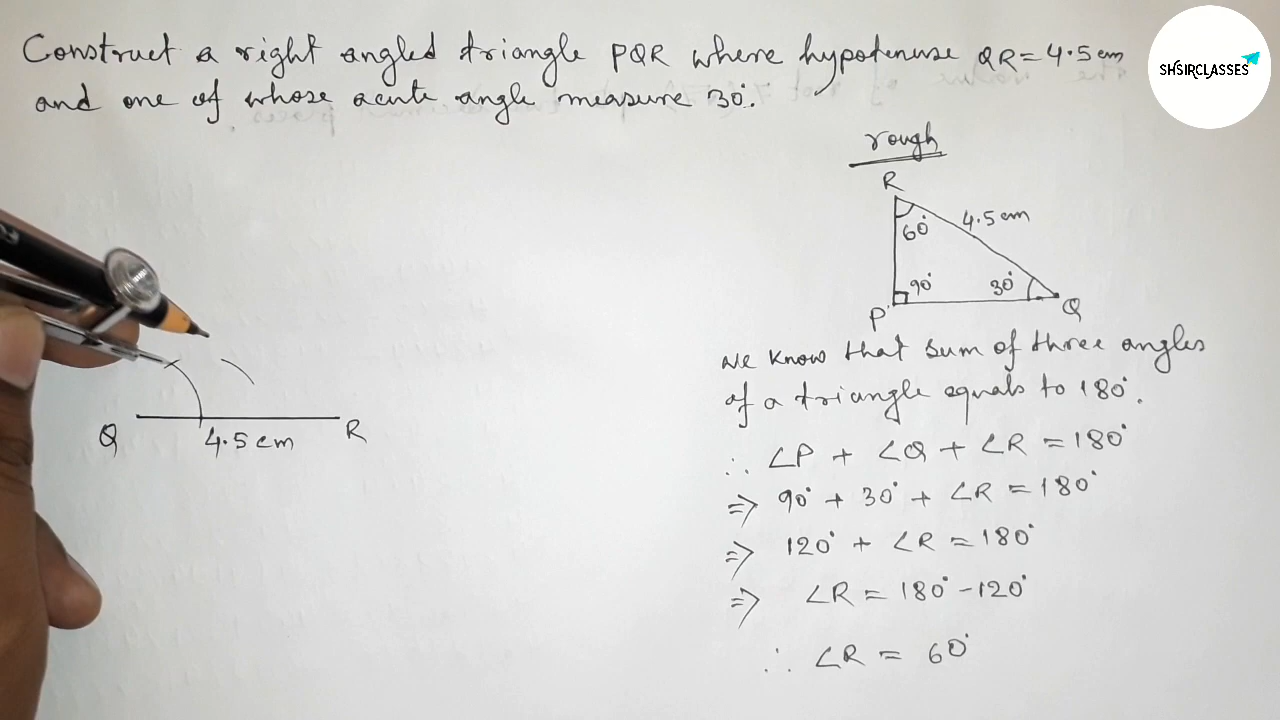 Construct a right angled triangle PQR where hypotenuse QR = 4.5 cm
and one of whose acute angle measure 30°.
SHSIRCLASSES
rough
R
60°
4.5 cm
90°
30°
P
Q
We know that sum of three angles
of a triangle equals to 180°.
∴ ∠P + ∠Q + ∠R = 180°
⇒ 90° + 30° + ∠R = 180°
⇒ 120° + ∠R = 180°
⇒ ∠R = 180° - 120°
∴ ∠R = 60°
Q
4.5 cm
R